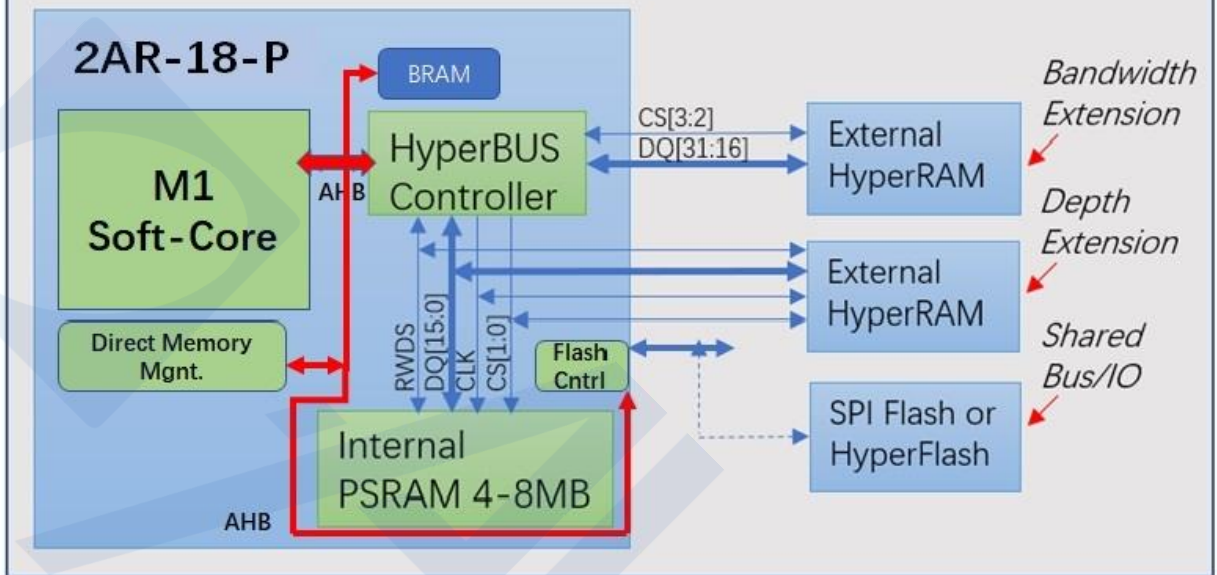 2AR-18-P
BRAM
M1
Soft-Core
AHB
HyperBUS
Controller
CS[3:2]
DQ[31:16]
External
HyperRAM
Bandwidth
Extension
Direct Memory
Mgnt.
RWDS
DQ[15:0]
CLK
CS[1:0]
External
HyperRAM
Depth
Extension
Flash
Cntrl
Internal
PSRAM 4-8MB
AHB
SPI Flash or
HyperFlash
Shared
Bus/IO